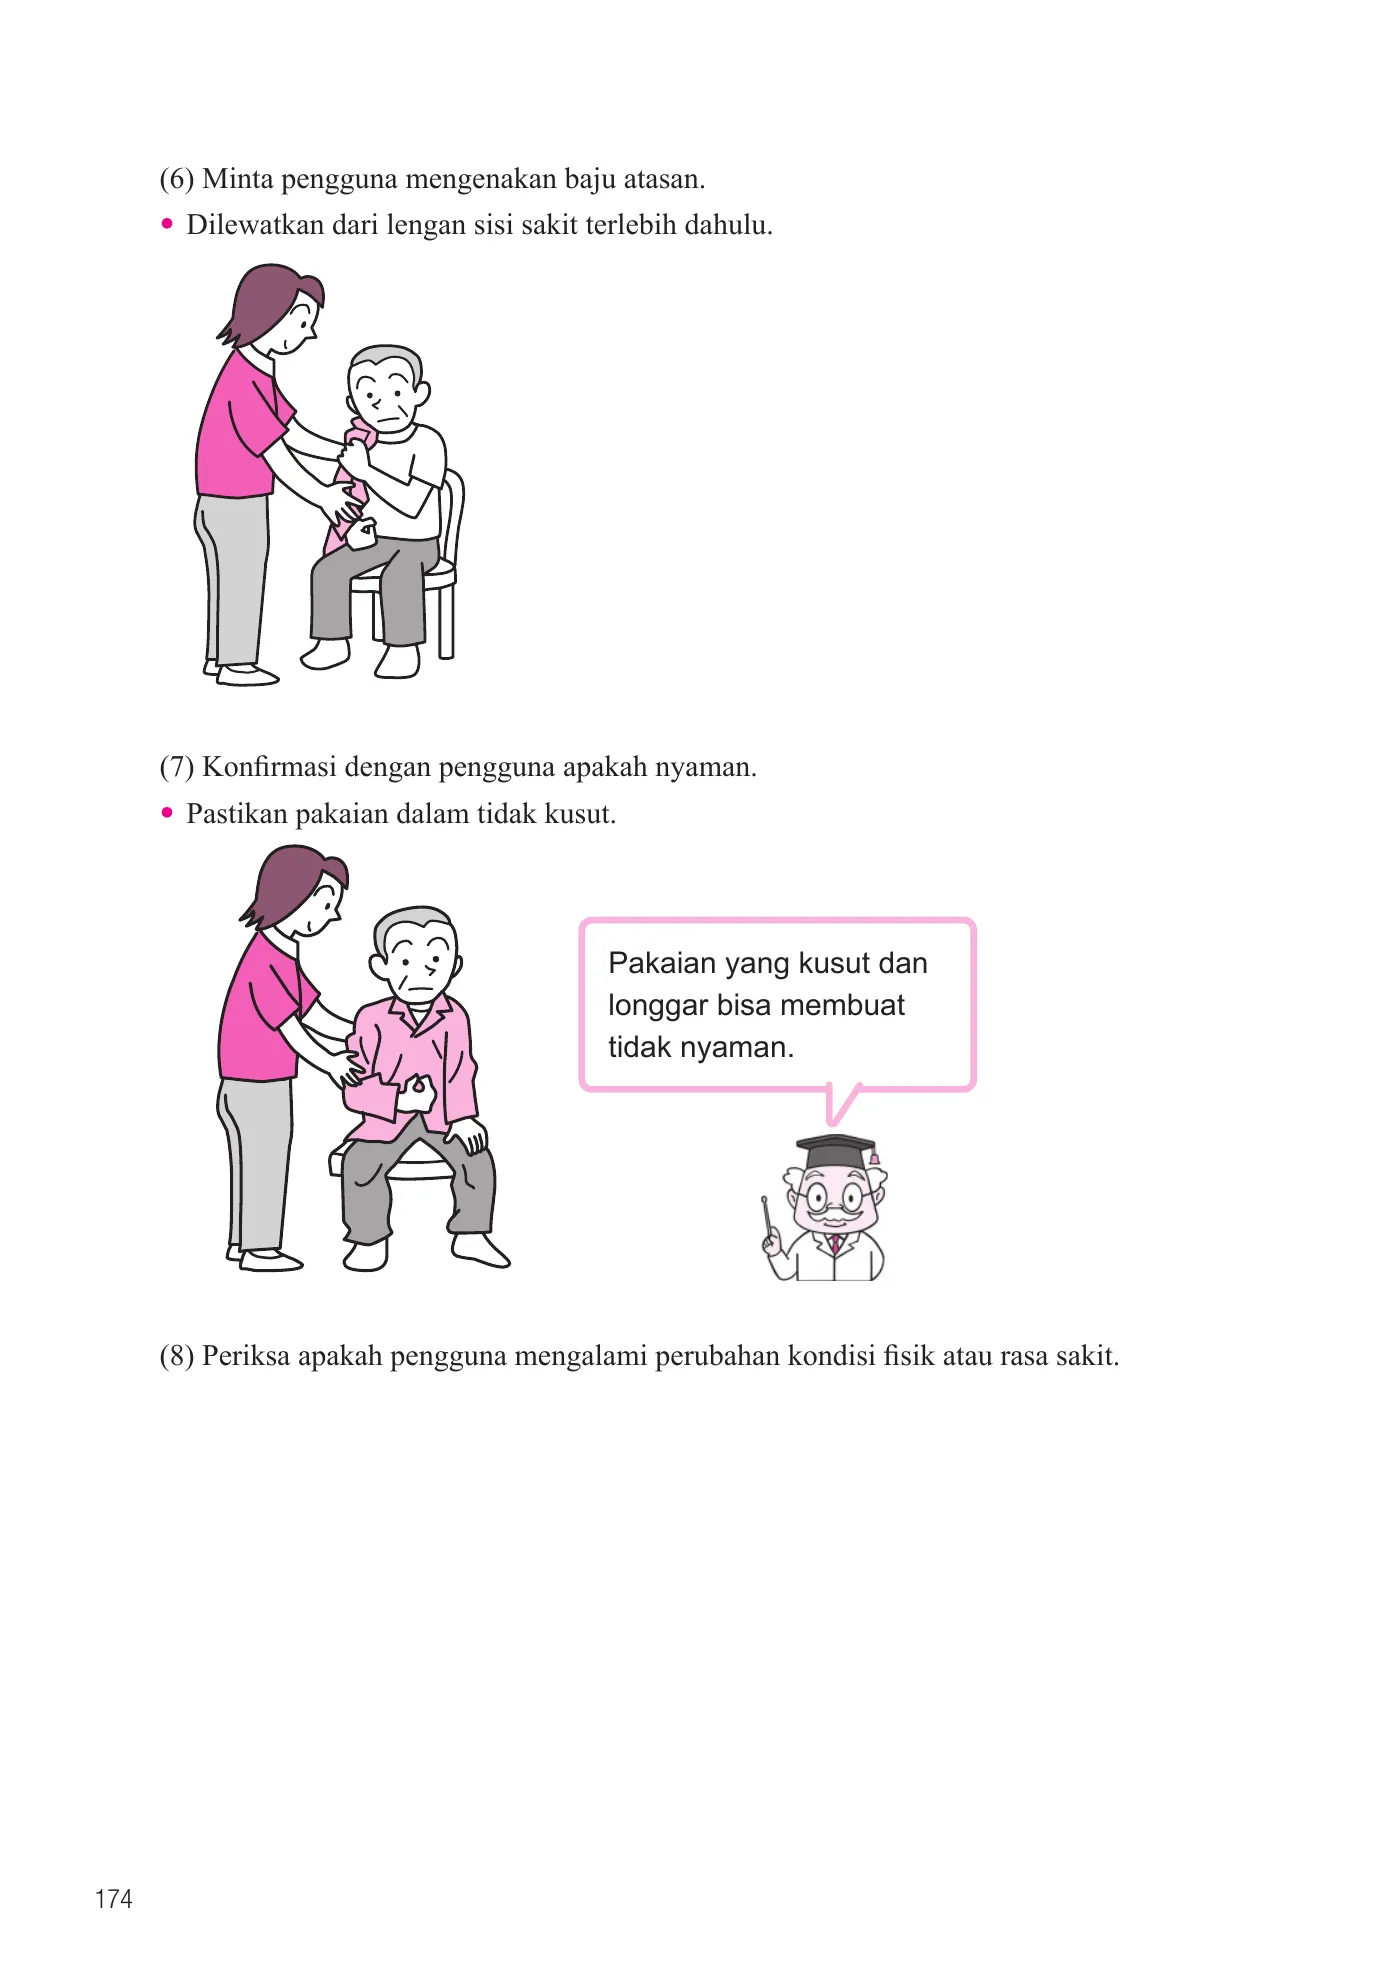 (6) Minta pengguna mengenakan baju atasan.
• Dilewatkan dari lengan sisi sakit terlebih dahulu.
(7) Konfirmasi dengan pengguna apakah nyaman.
• Pastikan pakaian dalam tidak kusut.
Pakaian yang kusut dan
longgar bisa membuat
tidak nyaman.
(8) Periksa apakah pengguna mengalami perubahan kondisi fisik atau rasa sakit.
174